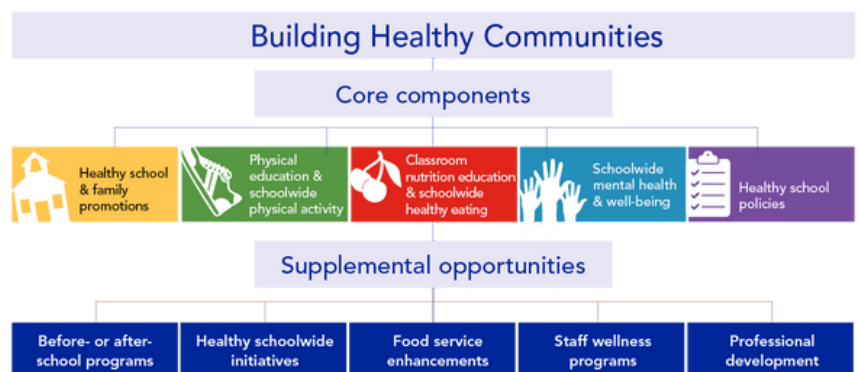 Building Healthy Communities
Core components
Healthy school
& family
promotions
Physical
education &
schoolwide
physical activity
Classroom
nutrition education
& schoolwide
healthy eating
Schoolwide
mental health
& well-being
Healthy school
policies
Supplemental opportunities
Before- or after-
school programs
Healthy schoolwide
initiatives
Food service
enhancements
Staff wellness
programs
Professional
development